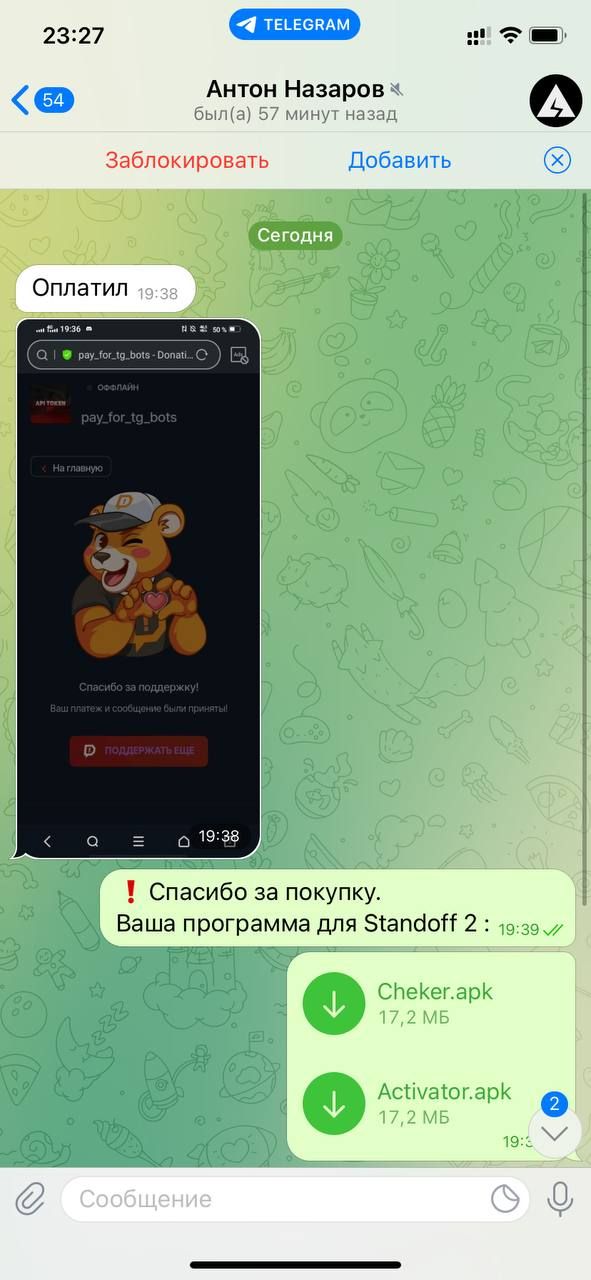 23:27
TELEGRAM
54
Антон Назаров
был(а) 57 минут назад
Заблокировать
Добавить
Сегодня
Оплатил 19:38
19:36
50 %
pay_for_tg_bots - Donati...
Ads
ОФФЛАЙН
API TOKEN
pay_for_tg_bots
На главную
Спасибо за поддержку!
Ваш платеж и сообщение были приняты!
ПОДДЕРЖАТЬ ЕЩЕ
19:38
❗ Спасибо за покупку.
Ваша программа для Standoff 2 : 19:39
Cheker.apk
17,2 МБ
Activator.apk
17,2 МБ
2
19:3
Сообщение